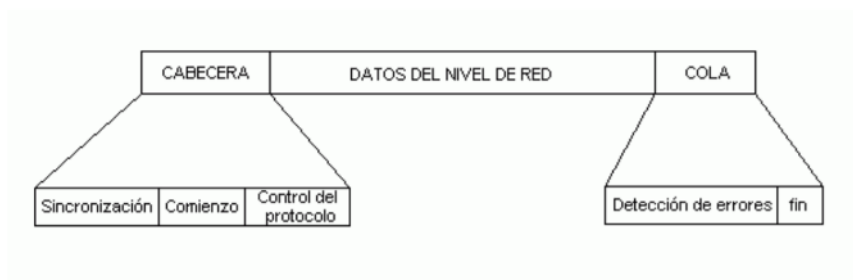 CABECERA
DATOS DEL NIVEL DE RED
COLA
Sincronización
Comienzo
Control del
protocolo
Detección de errores
fin